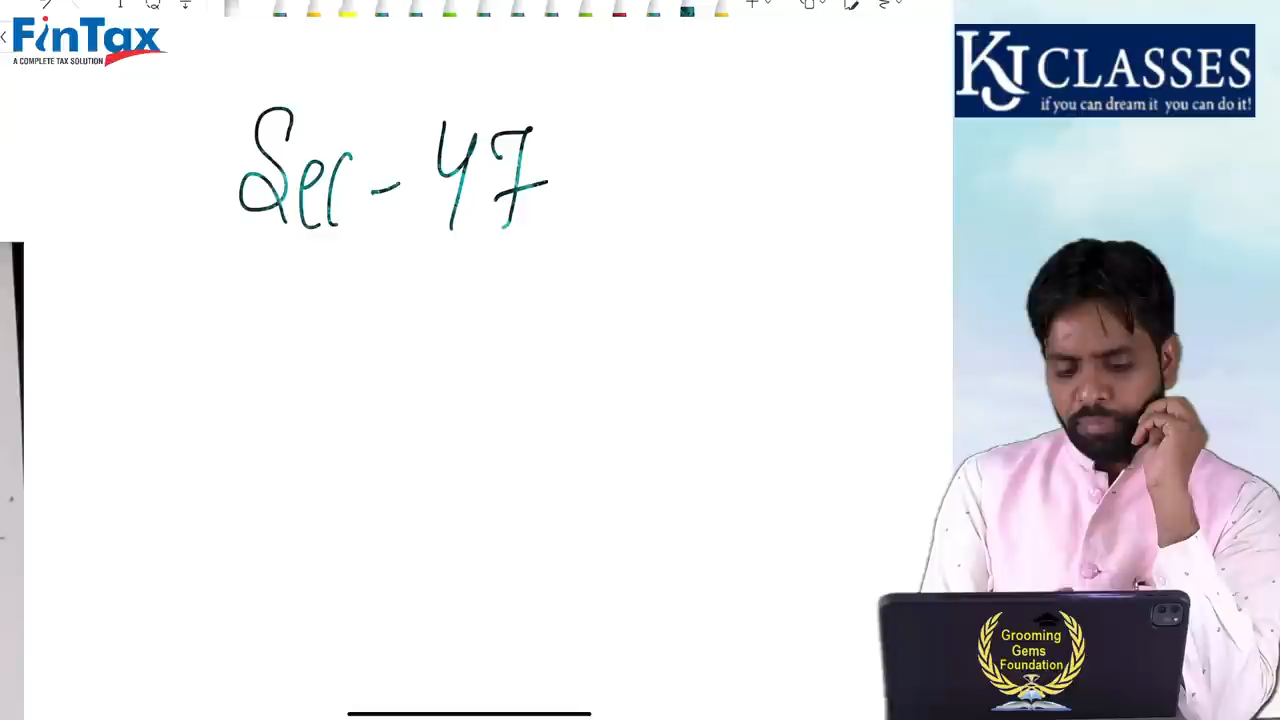 FinTax
A COMPLETE TAX SOLUTION
KJ CLASSES
if you can dream it you can do it!
Sec - 47
Grooming
Gems
Foundation